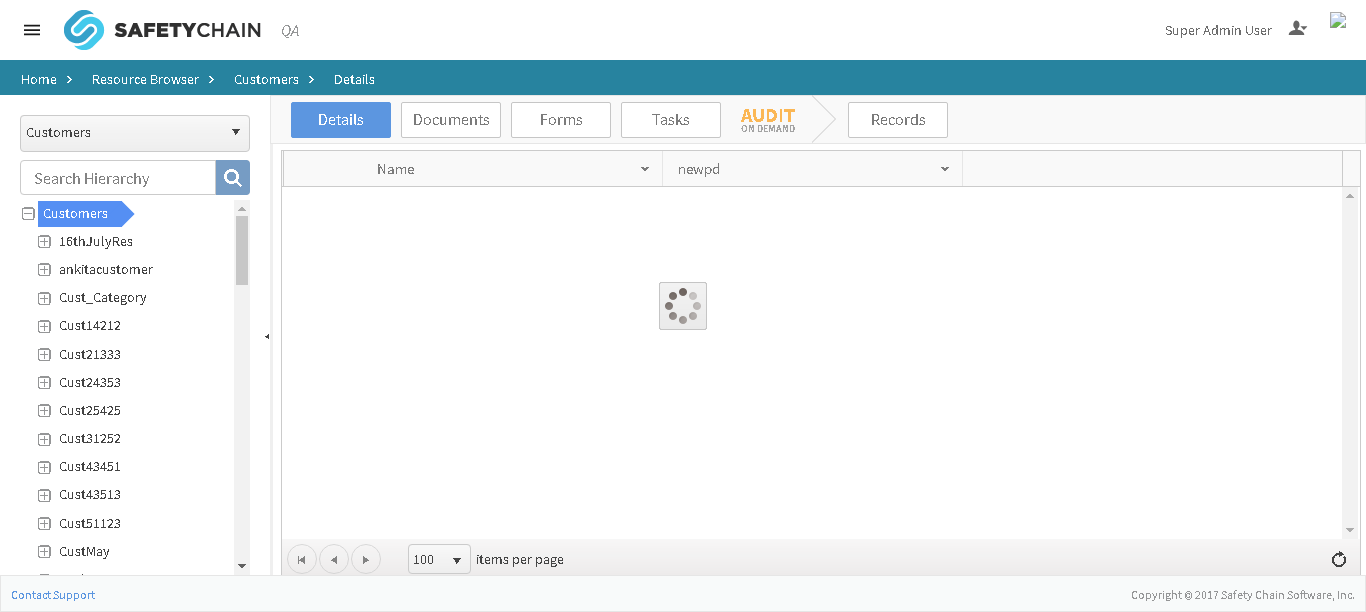 SAFETYCHAIN QA
Super Admin User
Home Resource Browser Customers Details
Customers
Details Documents Forms Tasks AUDIT ON DEMAND Records
Search Hierarchy
Name newpd
Customers
16thJulyRes
ankitacustomer
Cust_Category
Cust14212
Cust21333
Cust24353
Cust25425
Cust31252
Cust43451
Cust43513
Cust51123
CustMay
100 items per page
Contact Support
Copyright © 2017 Safety Chain Software, Inc.